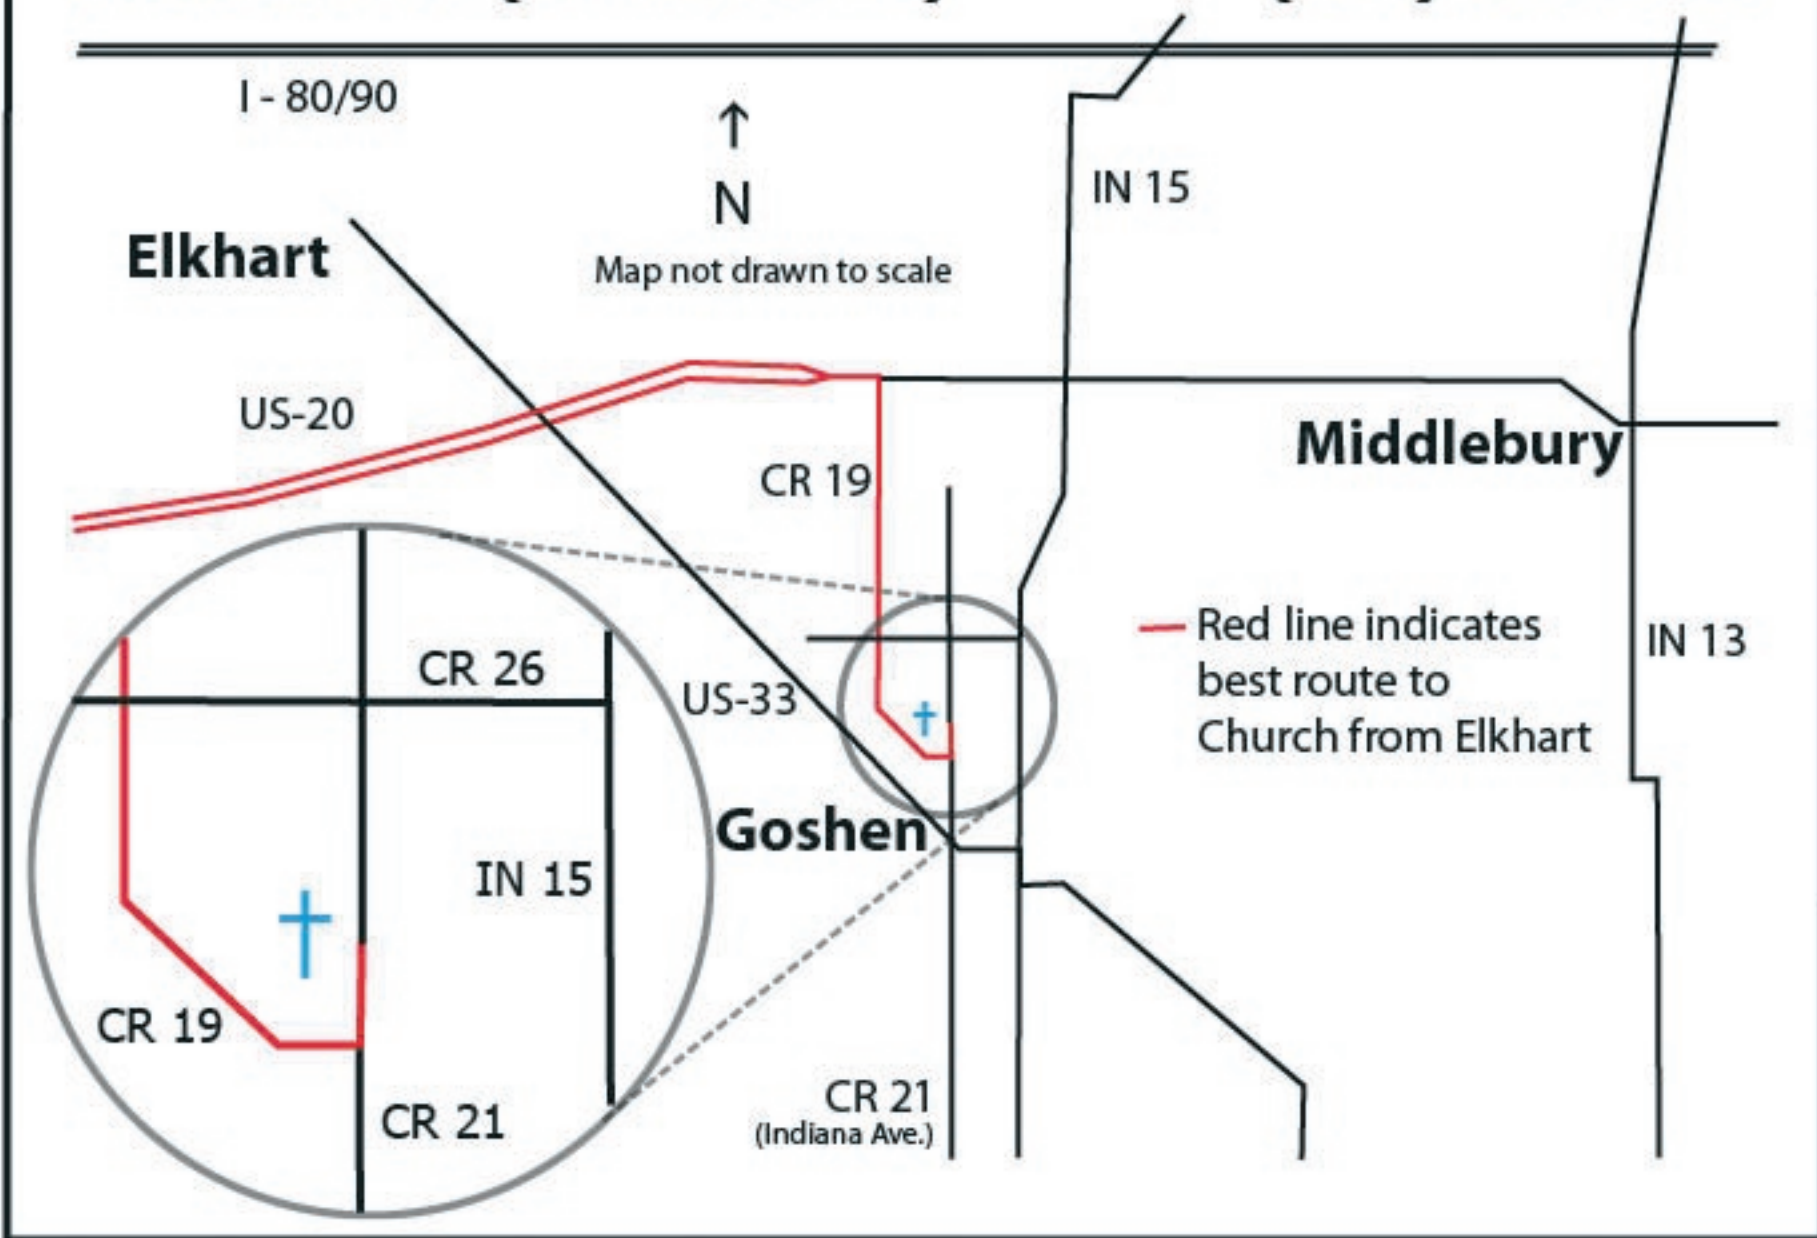 I - 80/90
N
Map not drawn to scale
IN 15
Elkhart
US-20
CR 19
Middlebury
Red line indicates
best route to
Church from Elkhart
IN 13
CR 26
US-33
Goshen
IN 15
CR 19
CR 21
CR 21
(Indiana Ave.)